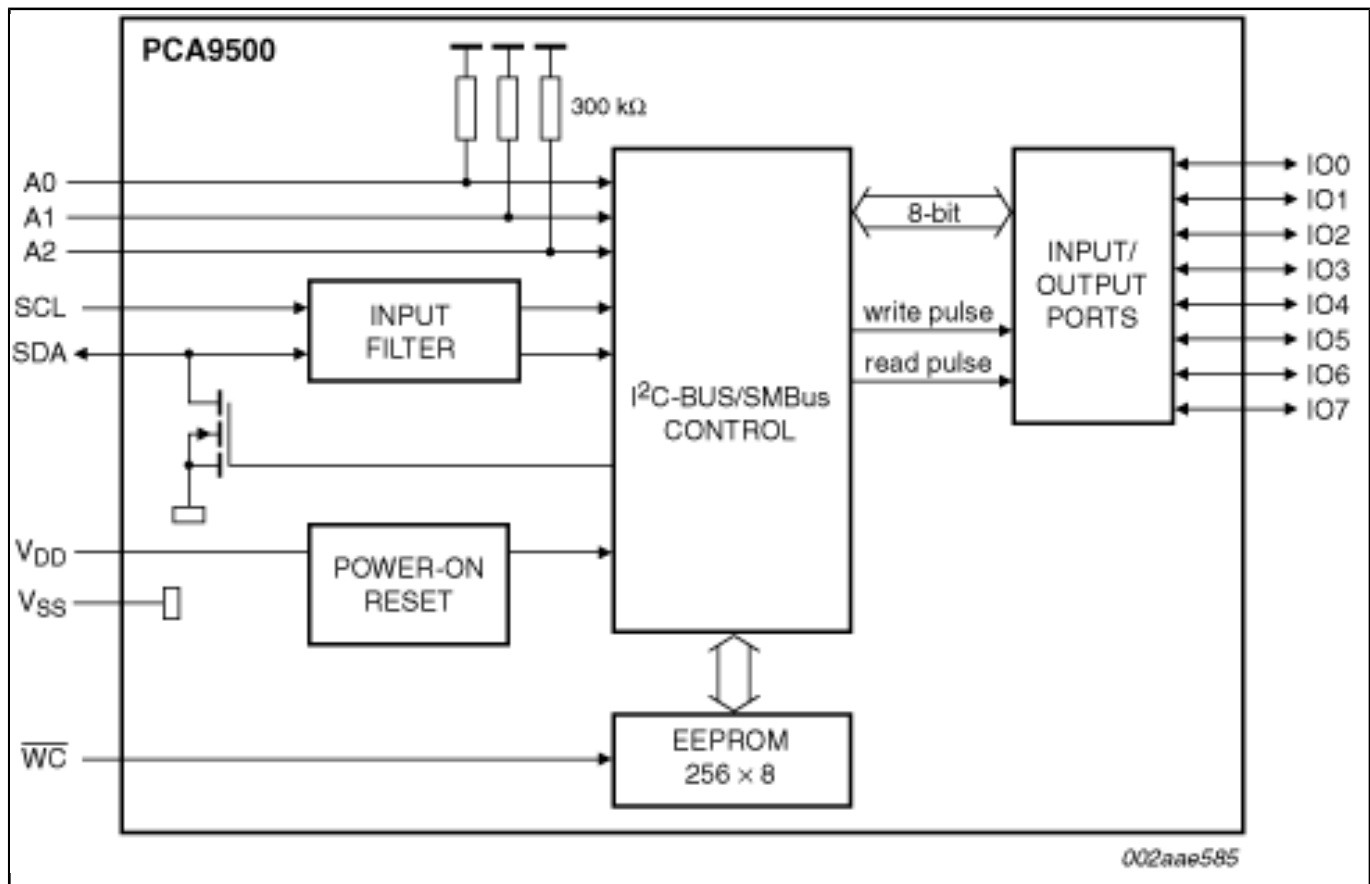 PCA9500
300 kΩ
A0
A1
A2
SCL
SDA
INPUT
FILTER
I²C-BUS/SMBus
CONTROL
8-bit
write pulse
read pulse
INPUT/
OUTPUT
PORTS
IO0
IO1
IO2
IO3
IO4
IO5
IO6
IO7
VDD
VSS
POWER-ON
RESET
W̅C̅
EEPROM
256 × 8
002aae585